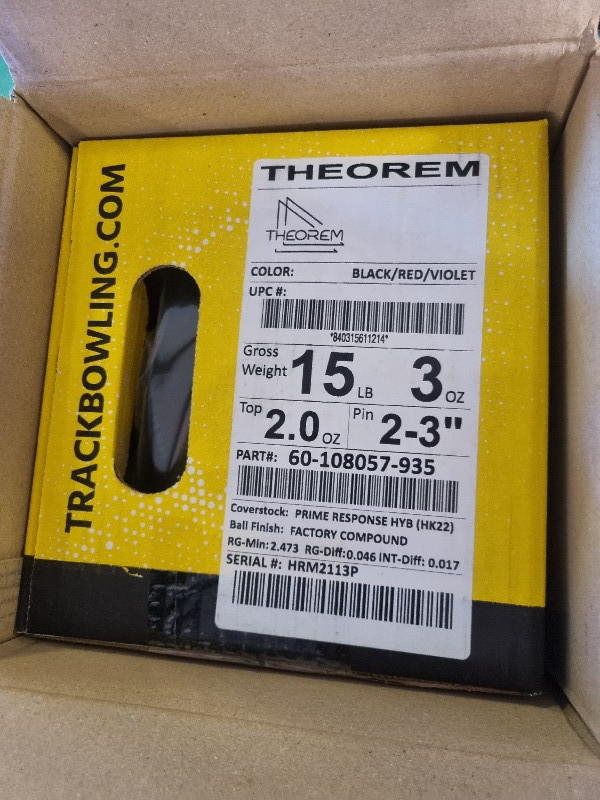 TRACKBOWLING.COM
THEOREM
THEOREM
COLOR: BLACK/RED/VIOLET
UPC #:
*840315611214*
Gross Weight 15 LB 3 OZ
Top 2.0 OZ Pin 2-3"
PART#: 60-108057-935
Coverstock: PRIME RESPONSE HYB (HK22)
Ball Finish: FACTORY COMPOUND
RG-Min: 2.473 RG-Diff: 0.046 INT-Diff: 0.017
SERIAL #: HRM2113P